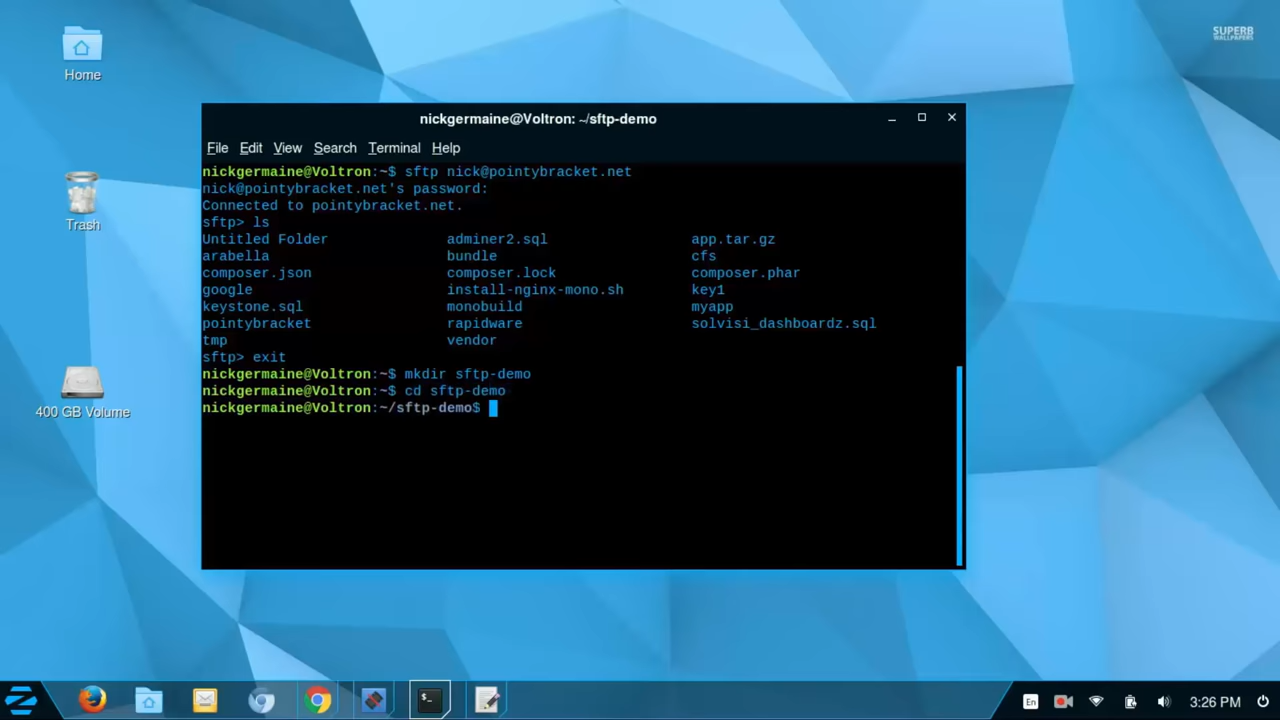 SUPERB
WALLPAPERS
Home
Trash
400 GB Volume
nickgermaine@Voltron: ~/sftp-demo
File Edit View Search Terminal Help
nickgermaine@Voltron:~$ sftp nick@pointybracket.net
nick@pointybracket.net's password:
Connected to pointybracket.net.
sftp> ls
Untitled Folder adminer2.sql app.tar.gz
arabella bundle cfs
composer.json composer.lock composer.phar
google install-nginx-mono.sh key1
keystone.sql monobuild myapp
pointybracket rapidware solvisi_dashboardz.sql
tmp vendor
sftp> exit
nickgermaine@Voltron:~$ mkdir sftp-demo
nickgermaine@Voltron:~$ cd sftp-demo
nickgermaine@Voltron:~/sftp-demo$
$_
En 3:26 PM